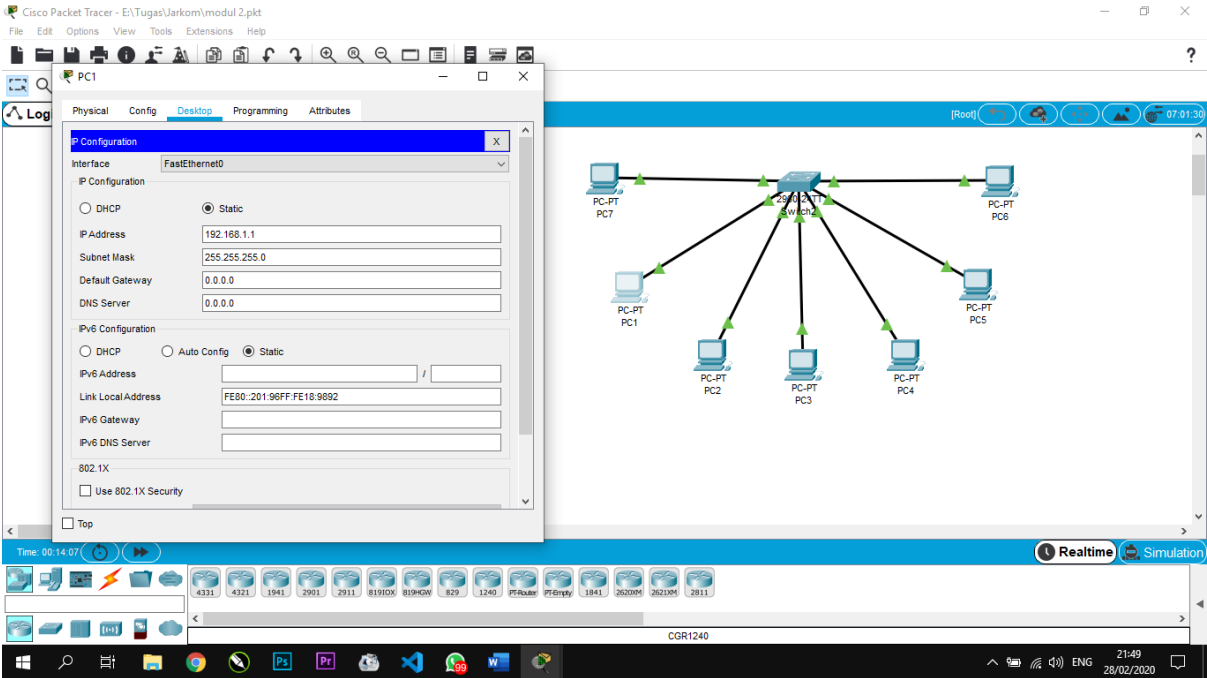 Cisco Packet Tracer - E:\Tugas\Jarkom\modul 2.pkt
File Edit Options View Tools Extensions Help
PC1
Physical Config Desktop Programming Attributes
IP Configuration X
Interface FastEthernet0
IP Configuration
DHCP Static
IP Address 192.168.1.1
Subnet Mask 255.255.255.0
Default Gateway 0.0.0.0
DNS Server 0.0.0.0
IPv6 Configuration
DHCP Auto Config Static
IPv6 Address /
Link Local Address FE80::201:96FF:FE18:9892
IPv6 Gateway
IPv6 DNS Server
802.1X
Use 802.1X Security
Top
Logi
[Root] 07:01:30
PC-PT
PC7
2960-24TT
Switch2
PC-PT
PC6
PC-PT
PC1
PC-PT
PC5
PC-PT
PC2
PC-PT
PC3
PC-PT
PC4
Time: 00:14:07 Realtime Simulation
4331 4321 1941 2901 2911 819IOX 819HGW 829 1240 PT-Router PT-Empty 1841 2620XM 2621XM 2811
CGR1240
Ps Pr 99 W ENG 21:49
28/02/2020